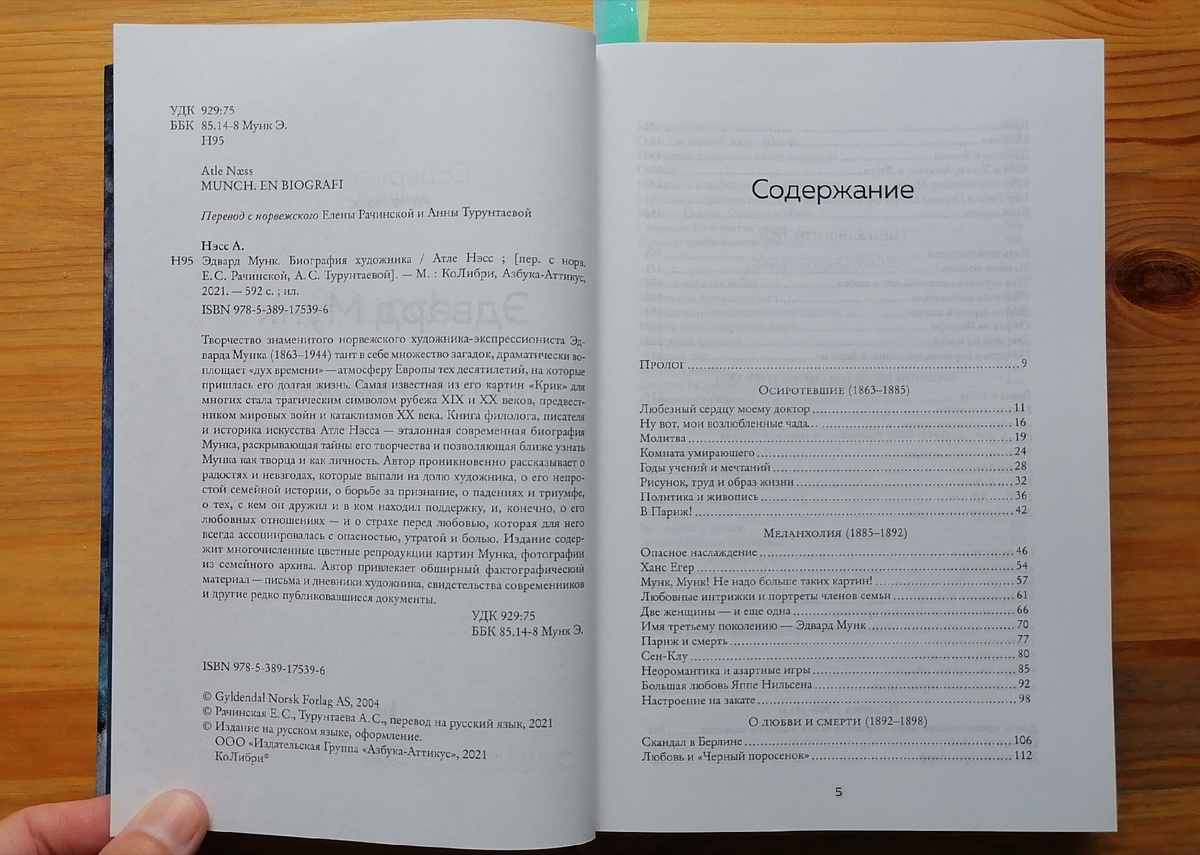 УДК 929:75
ББК 85.14-8 Мунк Э.
Н95
Atle Næss
MUNCH. EN BIOGRAFI
Перевод с норвежского Елены Рачинской и Анны Турунтаевой
Нэсс А.
Н95 Эдвард Мунк. Биография художника / Атле Нэсс ; [пер. с норв.
Е. С. Рачинской, А. С. Турунтаевой]. — М. : КоЛибри, Азбука-Аттикус,
2021. — 592 с. ; ил.
ISBN 978-5-389-17539-6
Творчество знаменитого норвежского художника-экспрессиониста Эд-
варда Мунка (1863–1944) таит в себе множество загадок, драматически во-
площает «дух времени» — атмосферу Европы тех десятилетий, на которые
пришлась его долгая жизнь. Самая известная из его картин «Крик» для
многих стала трагическим символом рубежа XIX и XX веков, предвест-
ником мировых войн и катаклизмов XX века. Книга филолога, писателя
и историка искусства Атле Нэсса — эталонная современная биография
Мунка, раскрывающая тайны его творчества и позволяющая ближе узнать
Мунка как творца и как личность. Автор проникновенно рассказывает о
радостях и невзгодах, которые выпали на долю художника, о его непро-
стой семейной истории, о борьбе за признание, о падениях и триумфе,
о тех, с кем он дружил и в ком находил поддержку, и, конечно, о его
любовных отношениях — и о страхе перед любовью, которая для него
всегда ассоциировалась с опасностью, утратой и болью. Издание содер-
жит многочисленные цветные репродукции картин Мунка, фотографии
из семейного архива. Автор привлекает обширный фактографический
материал — письма и дневники художника, свидетельства современников
и другие редко публиковавшиеся документы.
УДК 929:75
ББК 85.14-8 Мунк Э.
ISBN 978-5-389-17539-6
© Gyldendal Norsk Forlag AS, 2004
© Рачинская Е. С., Турунтаева А. С., перевод на русский язык, 2021
© Издание на русском языке, оформление.
ООО «Издательская Группа «Азбука-Аттикус», 2021
КоЛибри®
Содержание
Пролог 9
Осиротевшие (1863–1885)
Любезный сердцу моему доктор 11
Ну вот, мои возлюбленные чада... 16
Молитва 19
Комната умирающего 24
Годы учений и мечтаний 28
Рисунок, труд и образ жизни 32
Политика и живопись 36
В Париж! 42
Меланхолия (1885–1892)
Опасное наслаждение 46
Ханс Егер 54
Мунк, Мунк! Не надо больше таких картин! 57
Любовные интрижки и портреты членов семьи 61
Две женщины — и еще одна 66
Имя третьему поколению — Эдвард Мунк 70
Париж и смерть 77
Сен-Клу 80
Неоромантика и азартные игры 85
Большая любовь Яппе Нильсена 92
Настроение на закате 98
О любви и смерти (1892–1898)
Скандал в Берлине 106
Любовь и «Черный поросенок» 112
5